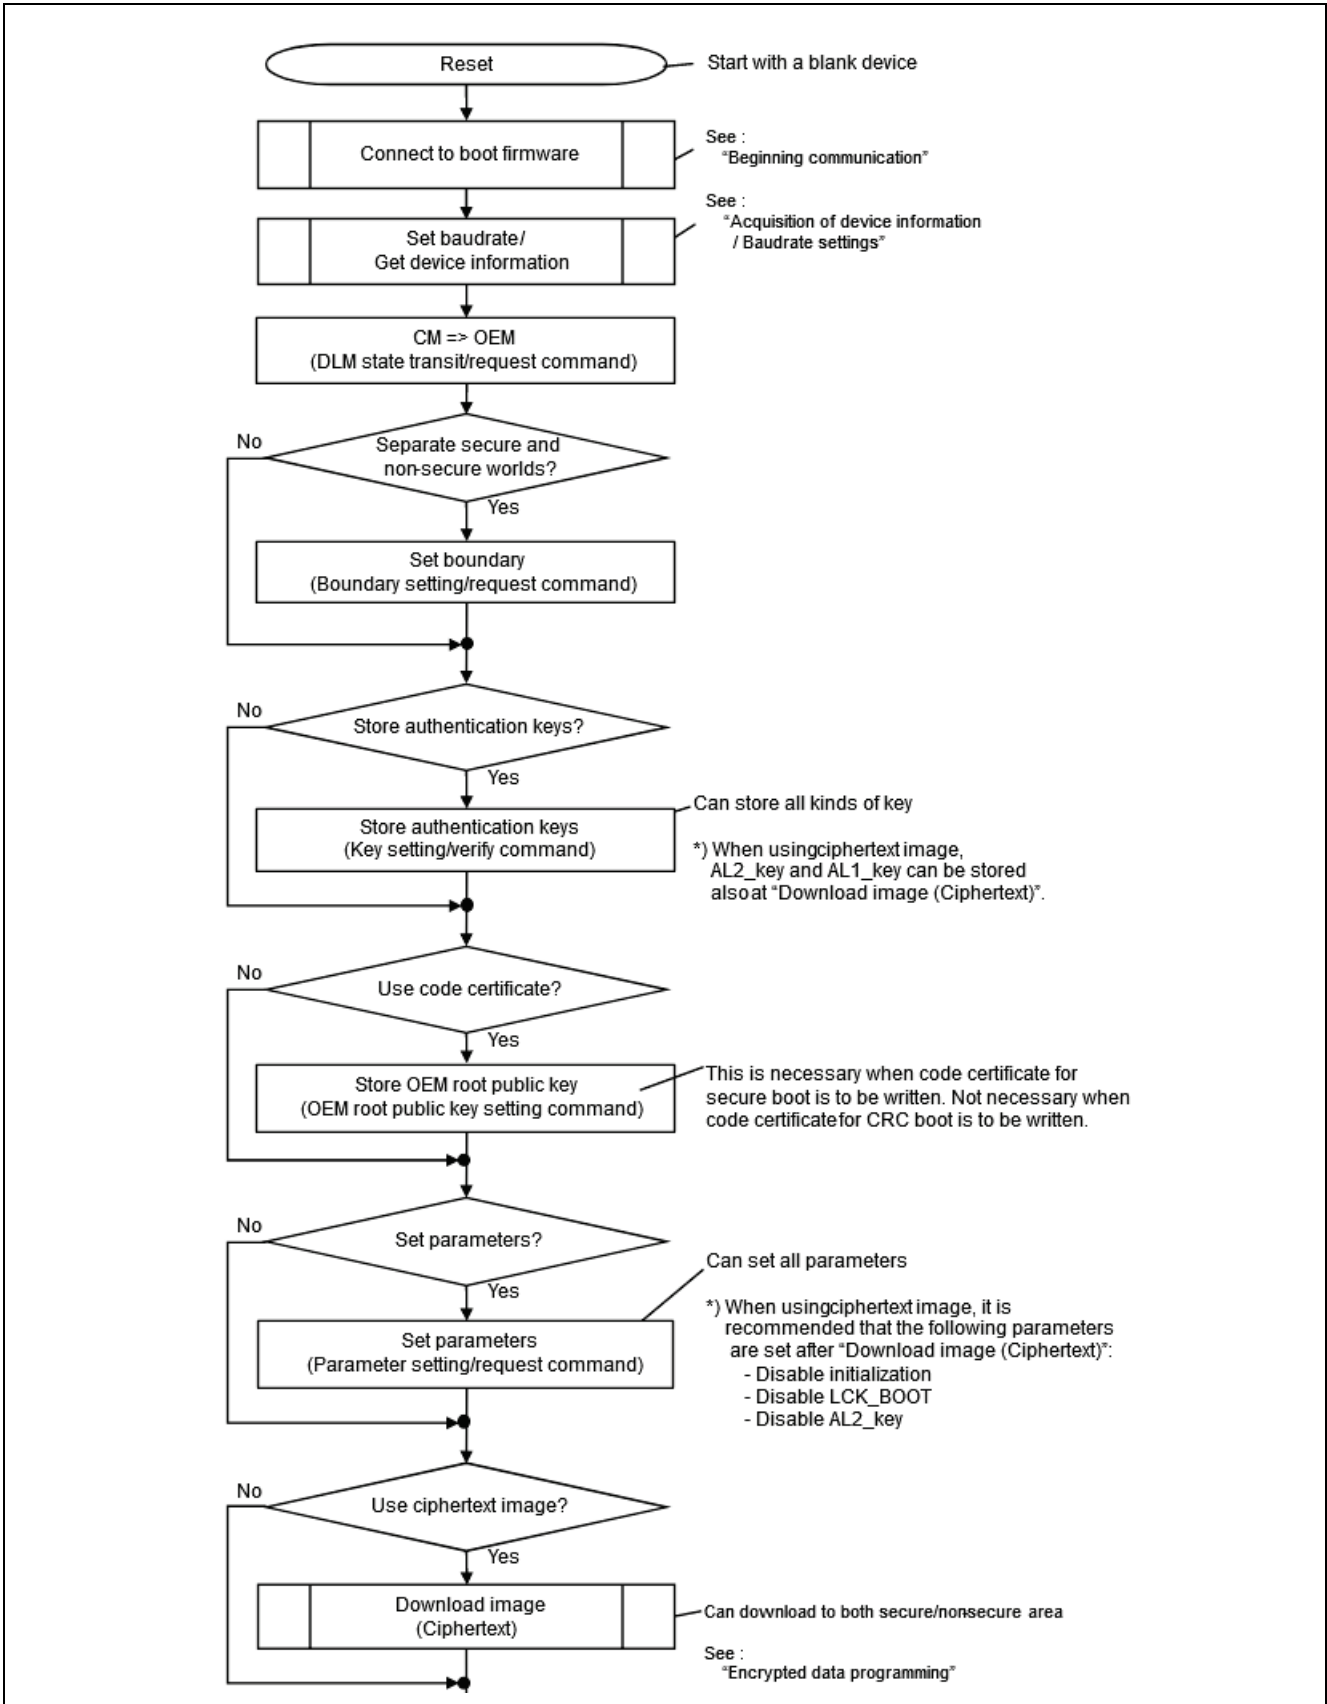 Reset
Start with a blank device
Connect to boot firmware
See :
“Beginning communication”
Set baudrate/
Get device information
See :
“Acquisition of device information
/ Baudrate settings”
CM => OEM
(DLM state transit/request command)
Separate secure and
non-secure worlds?
No
Yes
Set boundary
(Boundary setting/request command)
Store authentication keys?
No
Yes
Store authentication keys
(Key setting/verify command)
Can store all kinds of key
*) When usingciphertext image,
AL2_key and AL1_key can be stored
alsoat “Download image (Ciphertext)”.
Use code certificate?
No
Yes
Store OEM root public key
(OEM root public key setting command)
This is necessary when code certificate for
secure boot is to be written. Not necessary when
code certificatefor CRC boot is to be written.
Set parameters?
No
Yes
Set parameters
(Parameter setting/request command)
Can set all parameters
*) When usingciphertext image, it is
recommended that the following parameters
are set after “Download image (Ciphertext)”:
- Disable initialization
- Disable LCK_BOOT
- Disable AL2_key
Use ciphertext image?
No
Yes
Download image
(Ciphertext)
Can download to both secure/non-secure area
See :
“Encrypted data programming”